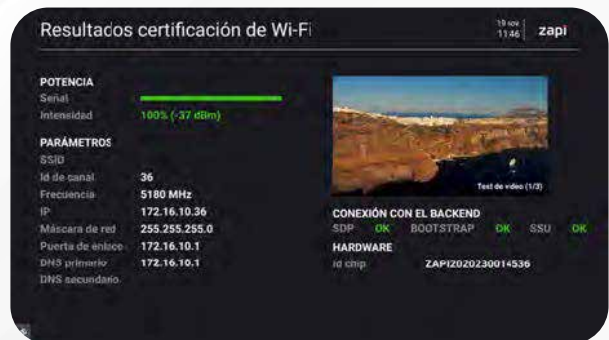 Resultados certificación de Wi-Fi
19 nov
11:46
zapi
POTENCIA
Señal
Intensidad 100% (-37 dBm)
PARÁMETROS
SSID
Id de canal 36
Frecuencia 5180 MHz
IP 172.16.10.36
Máscara de red 255.255.255.0
Puerta de enlace 172.16.10.1
DNS primario 172.16.10.1
DNS secundario
Test de vídeo (1/3)
CONEXIÓN CON EL BACKEND
SDP OK BOOTSTRAP OK SSU OK
HARDWARE
Id chip ZAPI2020230014536